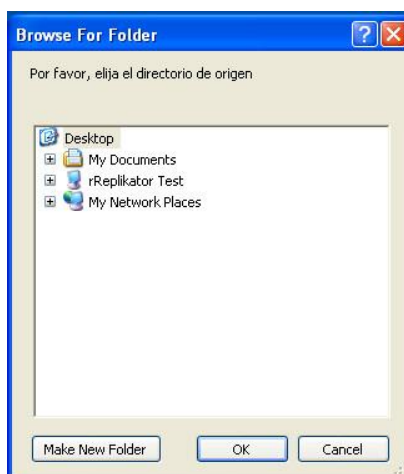 Browse For Folder
Por favor, elija el directorio de origen
Desktop
My Documents
rReplikator Test
My Network Places
Make New Folder OK Cancel